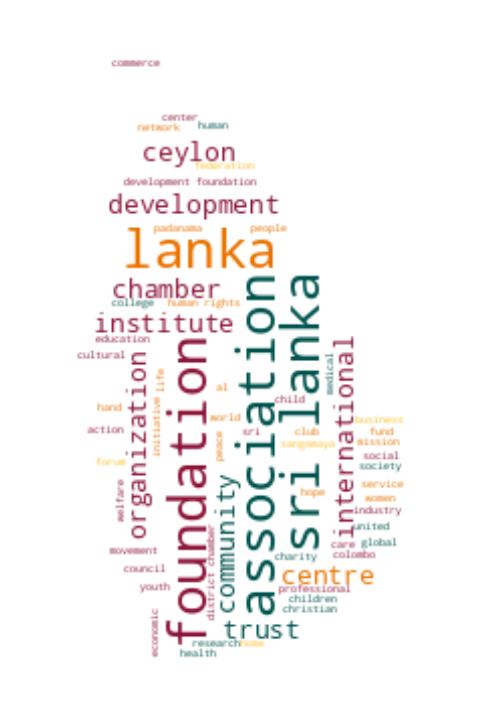 commerce
center
network human
ceylon
federation
development foundation
development
padanama people
lanka
chamber
college human rights
institute
education
cultural
association
sri lanka
foundation
international
organization
medical
life
initiative
al
child
hand
world
business
action
sri club fund
peace
sangamaya mission
forum
social
society
community
welfare
hope
service
women
industry
district chamber
united
care global
movement
charity colombo
council
centre
youth
professional
children
christian
economic
trust
research home
health